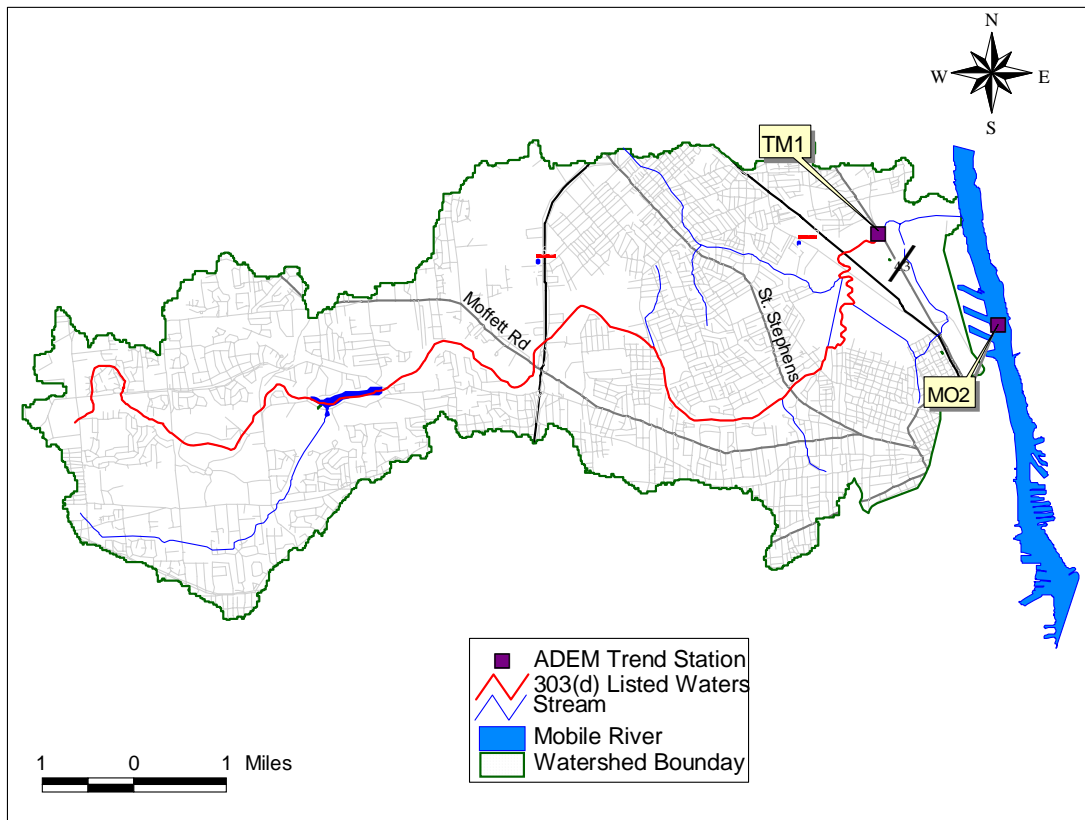 N
W E
S
TM1
Moffett Rd
St. Stephens
43
MO2
ADEM Trend Station
303(d) Listed Waters
Stream
Mobile River
Watershed Bounday
1 0 1 Miles